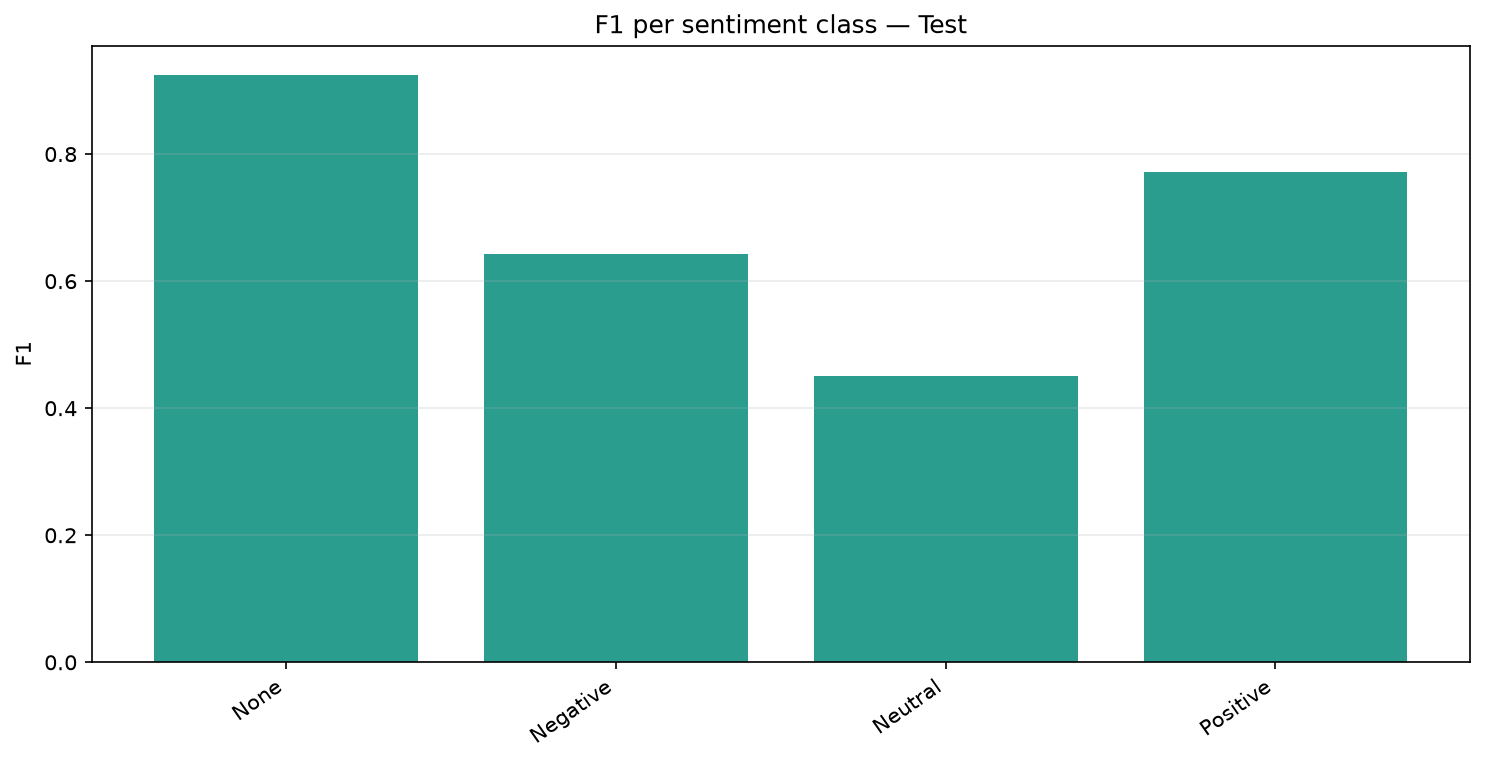 F1 per sentiment class — Test
F1
0.8
0.6
0.4
0.2
0.0
None
Negative
Neutral
Positive